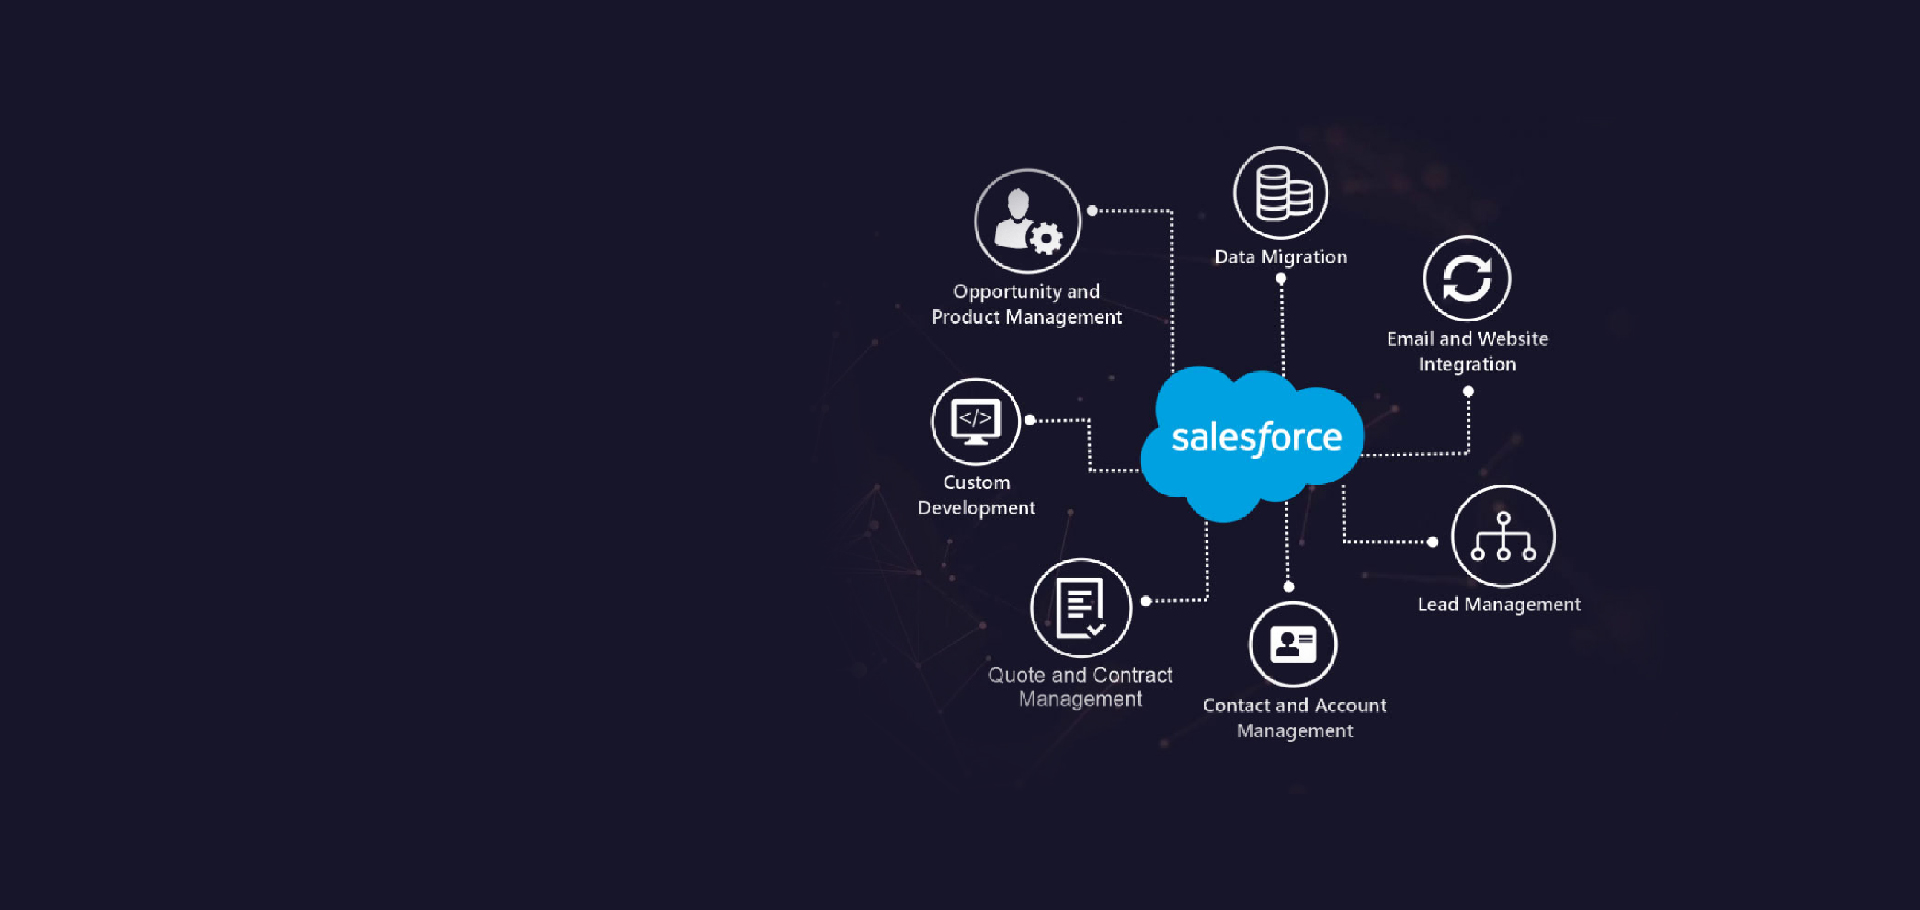 Data Migration
Opportunity and
Product Management
Email and Website
Integration
</>
salesforce
Custom
Development
Lead Management
Quote and Contract
Management
Contact and Account
Management